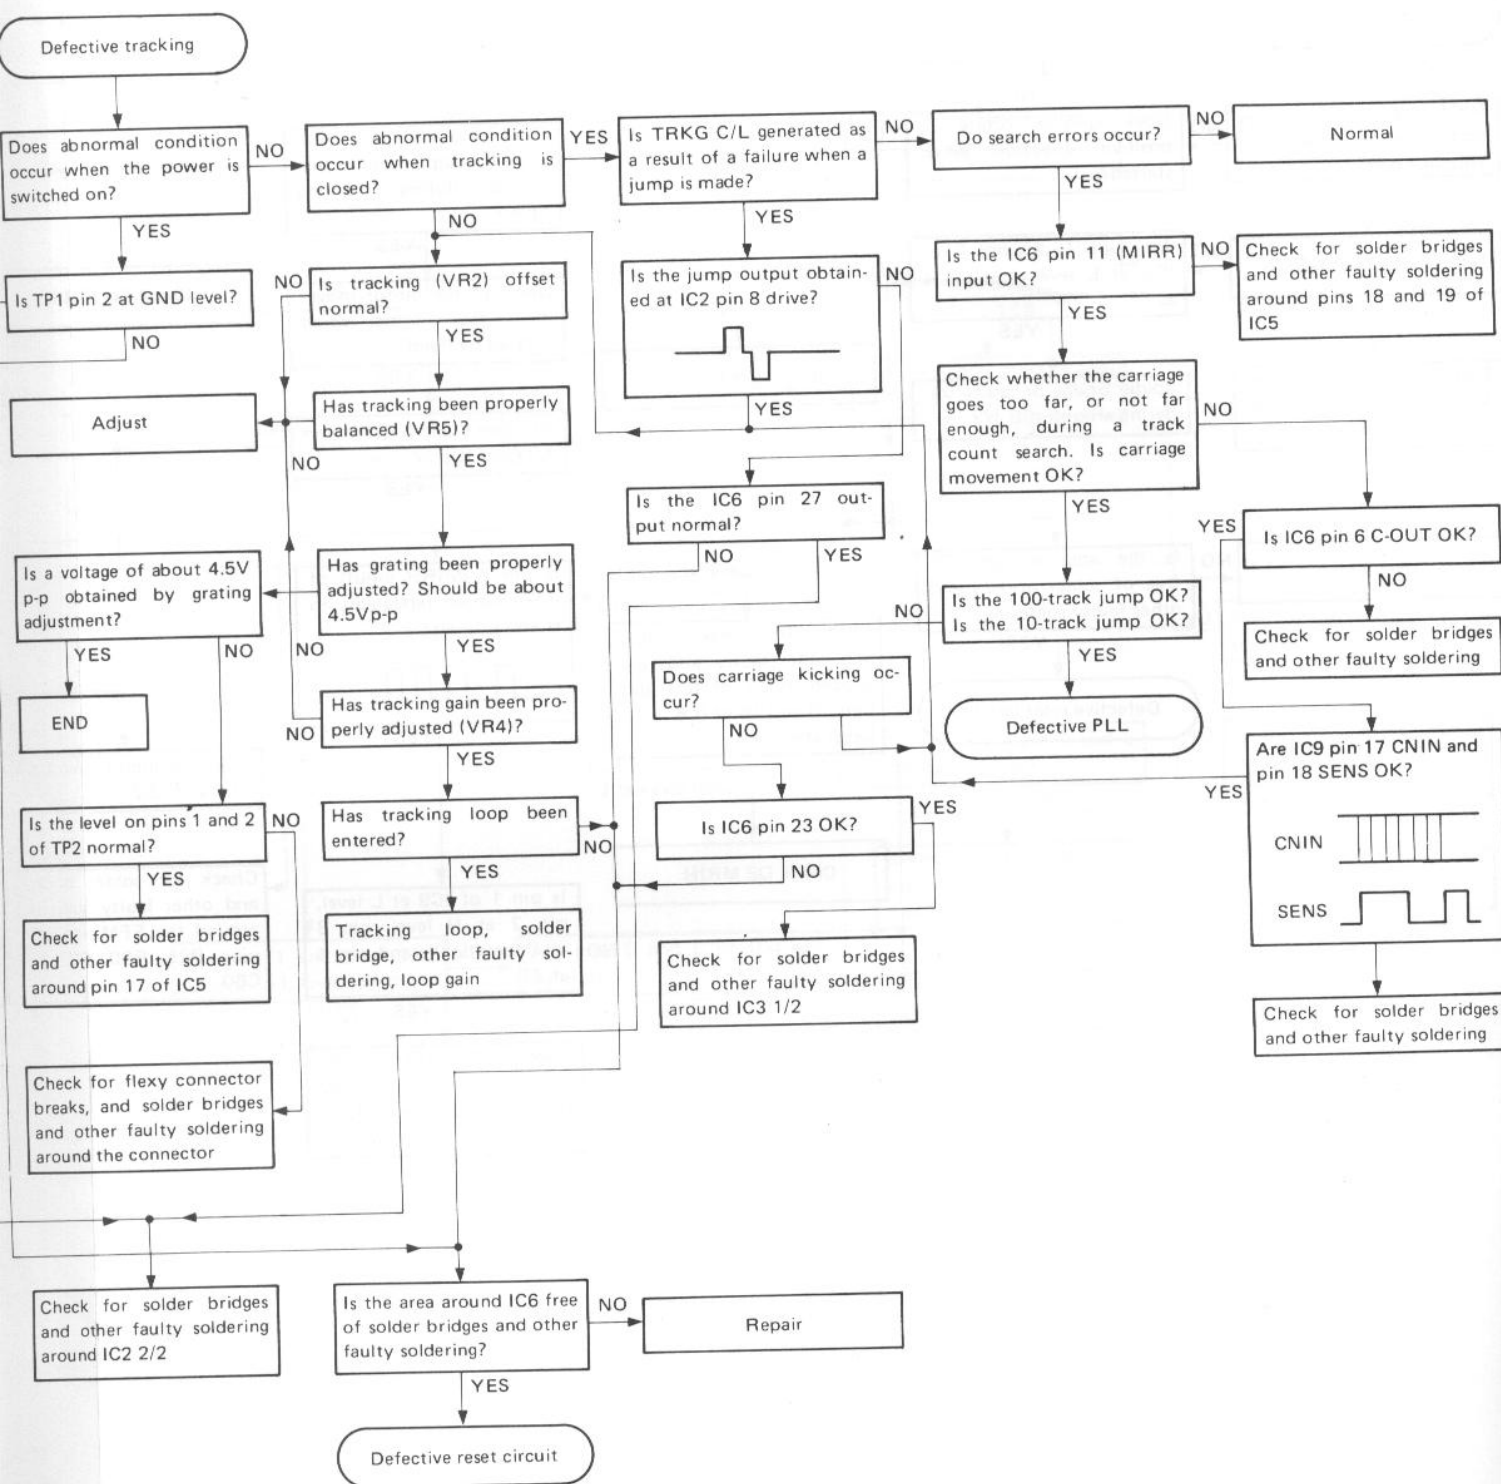 Defective tracking
Does abnormal condition
occur when the power is
switched on?
NO
YES
Does abnormal condition
occur when tracking is
closed?
YES
NO
Is TRKG C/L generated as
a result of a failure when a
jump is made?
NO
YES
Do search errors occur?
NO
YES
Normal
Is TP1 pin 2 at GND level?
NO
NO
Is tracking (VR2) offset
normal?
YES
Is the jump output obtain-
ed at IC2 pin 8 drive?
NO
YES
Is the IC6 pin 11 (MIRR)
input OK?
NO
YES
Check for solder bridges
and other faulty soldering
around pins 18 and 19 of
IC5
Adjust
Has tracking been properly
balanced (VR5)?
NO
YES
Check whether the carriage
goes too far, or not far
enough, during a track
count search. Is carriage
movement OK?
NO
YES
Is the IC6 pin 27 out-
put normal?
NO
YES
YES
Is IC6 pin 6 C-OUT OK?
NO
Is a voltage of about 4.5V
p-p obtained by grating
adjustment?
YES
NO
Has grating been properly
adjusted? Should be about
4.5Vp-p
NO
YES
NO
Is the 100-track jump OK?
Is the 10-track jump OK?
YES
Check for solder bridges
and other faulty soldering
END
Has tracking gain been pro-
perly adjusted (VR4)?
NO
YES
Does carriage kicking oc-
cur?
NO
Defective PLL
Are IC9 pin 17 CNIN and
pin 18 SENS OK?
YES
CNIN
SENS
Is the level on pins 1 and 2
of TP2 normal?
NO
YES
Has tracking loop been
entered?
NO
YES
Is IC6 pin 23 OK?
YES
NO
Check for solder bridges
and other faulty soldering
around pin 17 of IC5
Tracking loop, solder
bridge, other faulty sol-
dering, loop gain
Check for solder bridges
and other faulty soldering
around IC3 1/2
Check for solder bridges
and other faulty soldering
Check for flexy connector
breaks, and solder bridges
and other faulty soldering
around the connector
Check for solder bridges
and other faulty soldering
around IC2 2/2
Is the area around IC6 free
of solder bridges and other
faulty soldering?
NO
YES
Repair
Defective reset circuit